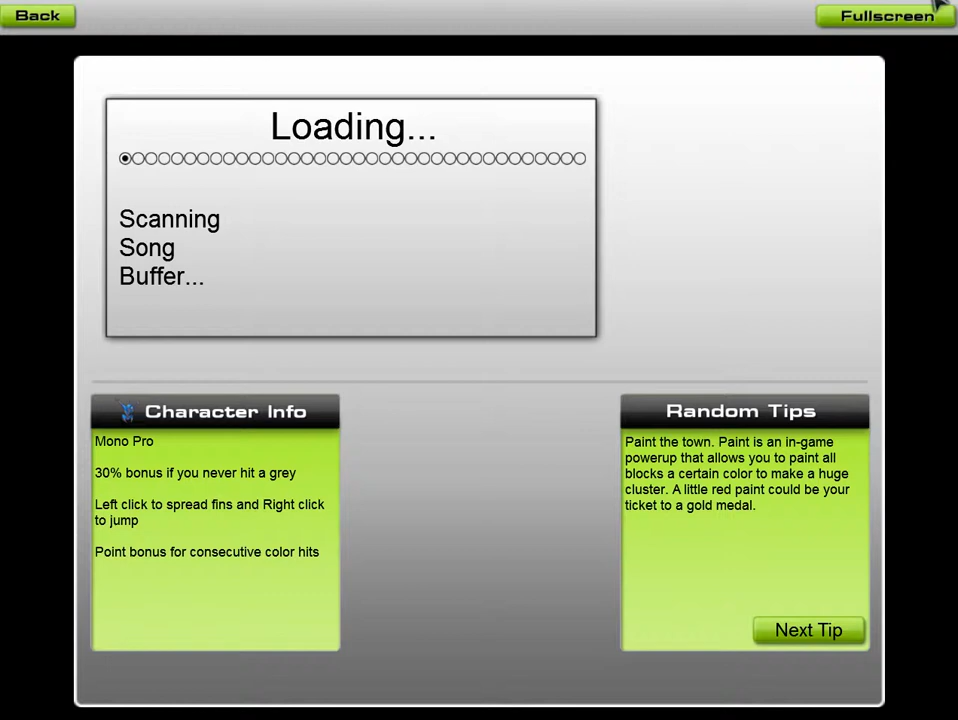 Back
Fullscreen
Loading...
Scanning
Song
Buffer...
Character Info
Mono Pro
30% bonus if you never hit a grey
Left click to spread fins and Right click
to jump
Point bonus for consecutive color hits
Random Tips
Paint the town. Paint is an in-game
powerup that allows you to paint all
blocks a certain color to make a huge
cluster. A little red paint could be your
ticket to a gold medal.
Next Tip